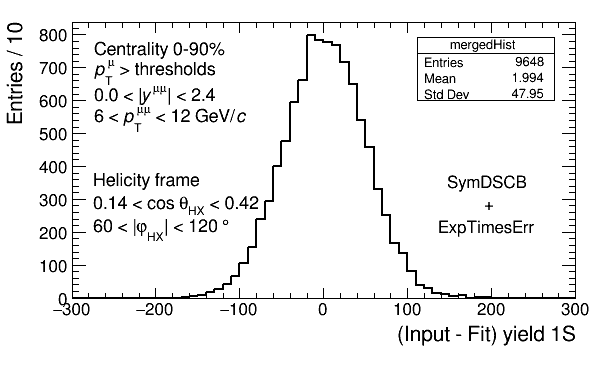 Entries / 10
800
700
600
500
400
300
200
100
0
−300
−200
−100
0
100
200
300
(Input - Fit) yield 1S
Centrality 0-90%
p_T^μ > thresholds
0.0 < |y^μμ| < 2.4
6 < p_T^μμ < 12 GeV/c
Helicity frame
0.14 < cos θ_HX < 0.42
60 < |φ_HX| < 120 °
mergedHist
Entries 9648
Mean 1.994
Std Dev 47.95
SymDSCB
+
ExpTimesErr